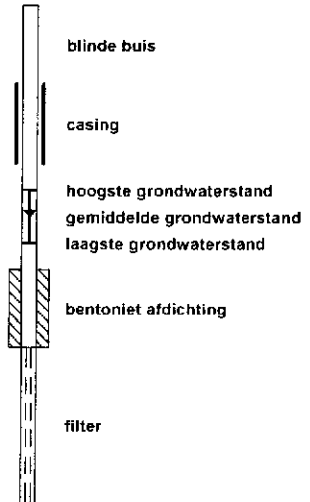 blinde buis
casing
hoogste grondwaterstand
gemiddelde grondwaterstand
laagste grondwaterstand
bentoniet afdichting
filter